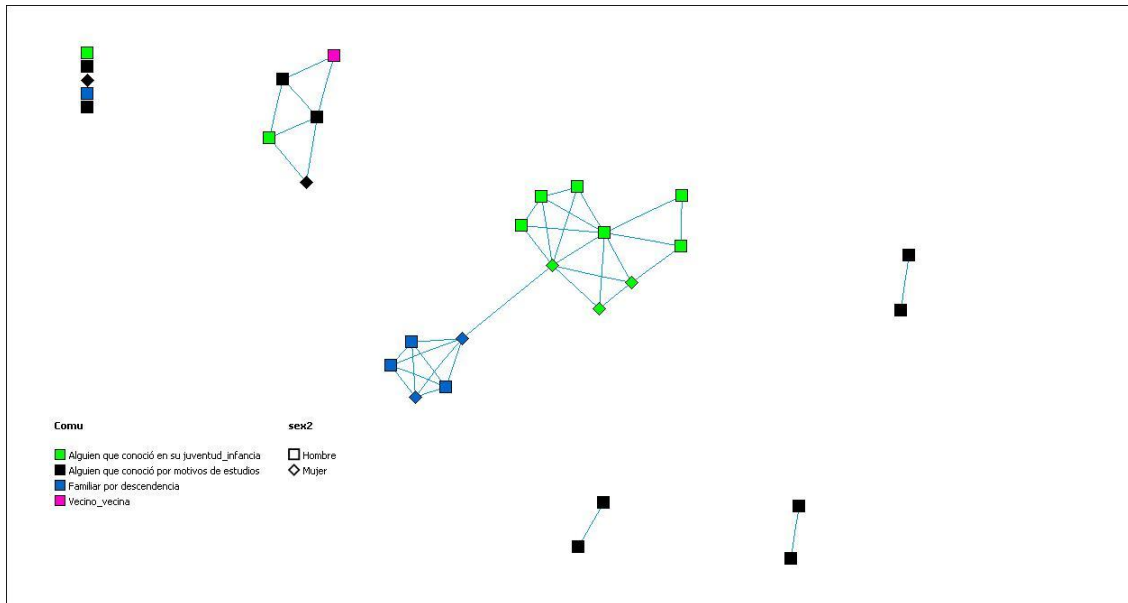 Comu
sex2
Alguien que conoció en su juventud_infancia
Hombre
Alguien que conoció por motivos de estudios
Mujer
Familiar por descendencia
Vecino_vecina